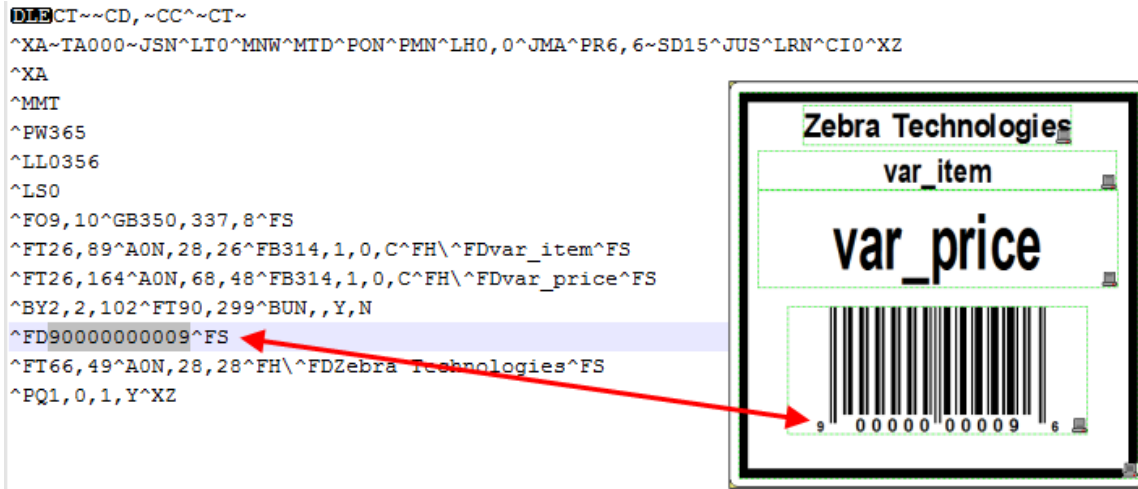 DLECT~~CD,~CC^~CT~
^XA~TA000~JSN^LT0^MNW^MTD^PON^PMN^LH0,0^JMA^PR6,6~SD15^JUS^LRN^CI0^XZ
^XA
^MMT
^PW365
^LL0356
^LS0
^FO9,10^GB350,337,8^FS
^FT26,89^A0N,28,26^FB314,1,0,C^FH\^FDvar_item^FS
^FT26,164^A0N,68,48^FB314,1,0,C^FH\^FDvar_price^FS
^BY2,2,102^FT90,299^BUN,,Y,N
^FD90000000009^FS
^FT66,49^A0N,28,28^FH\^FDZebra Technologies^FS
^PQ1,0,1,Y^XZ
Zebra Technologies
var_item
var_price
9 00000 00009 6